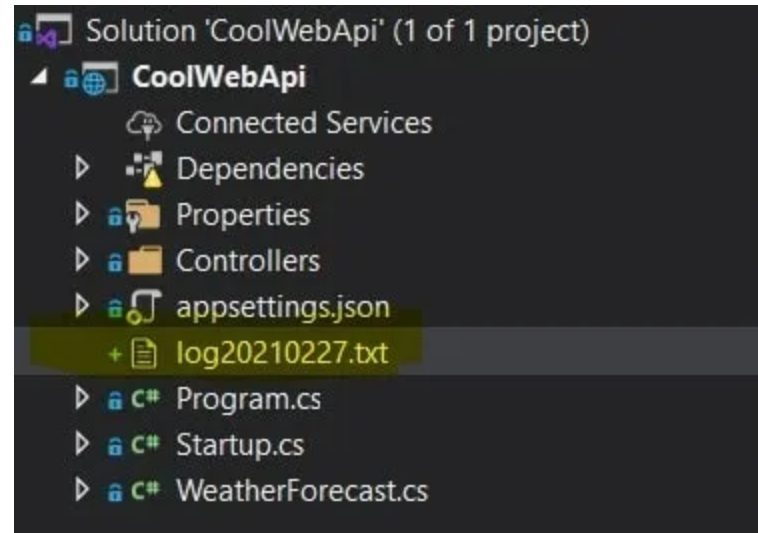 Solution 'CoolWebApi' (1 of 1 project)
CoolWebApi
Connected Services
Dependencies
Properties
Controllers
appsettings.json
+ log20210227.txt
C# Program.cs
C# Startup.cs
C# WeatherForecast.cs